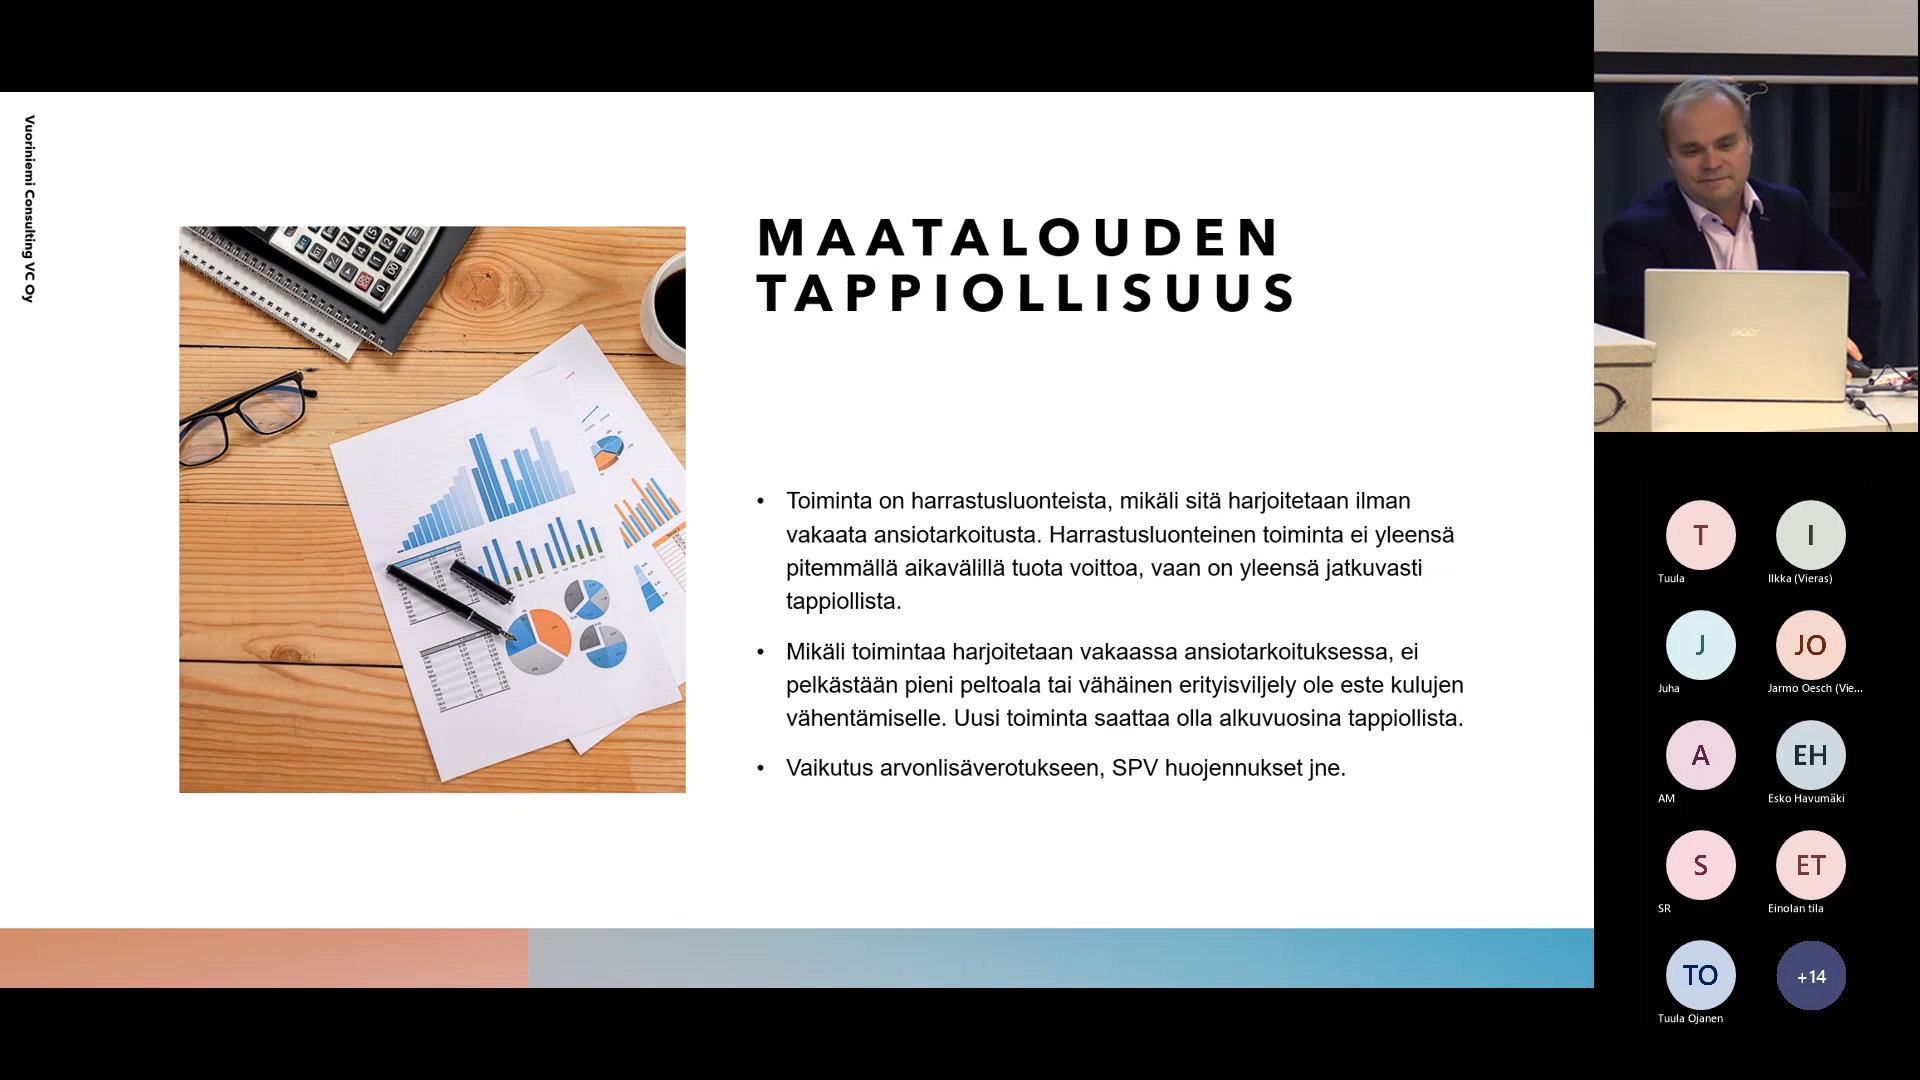 Vuoriniemi Consulting VC Oy
MAATALOUDEN
TAPPIOLLISUUS
• Toiminta on harrastusluonteista, mikäli sitä harjoitetaan ilman
vakaata ansiotarkoitusta. Harrastusluonteinen toiminta ei yleensä
pitemmällä aikavälillä tuota voittoa, vaan on yleensä jatkuvasti
tappiollista.
• Mikäli toimintaa harjoitetaan vakaassa ansiotarkoituksessa, ei
pelkästään pieni peltoala tai vähäinen erityisviljely ole este kulujen
vähentämiselle. Uusi toiminta saattaa olla alkuvuosina tappiollista.
• Vaikutus arvonlisäverotukseen, SPV huojennukset jne.
acer
T
Tuula
I
Ilkka (Vieras)
J
Juha
JO
Jarmo Oesch (Vie...
A
AM
EH
Esko Havumäki
S
SR
ET
Einolan tila
TO
Tuula Ojanen
+14